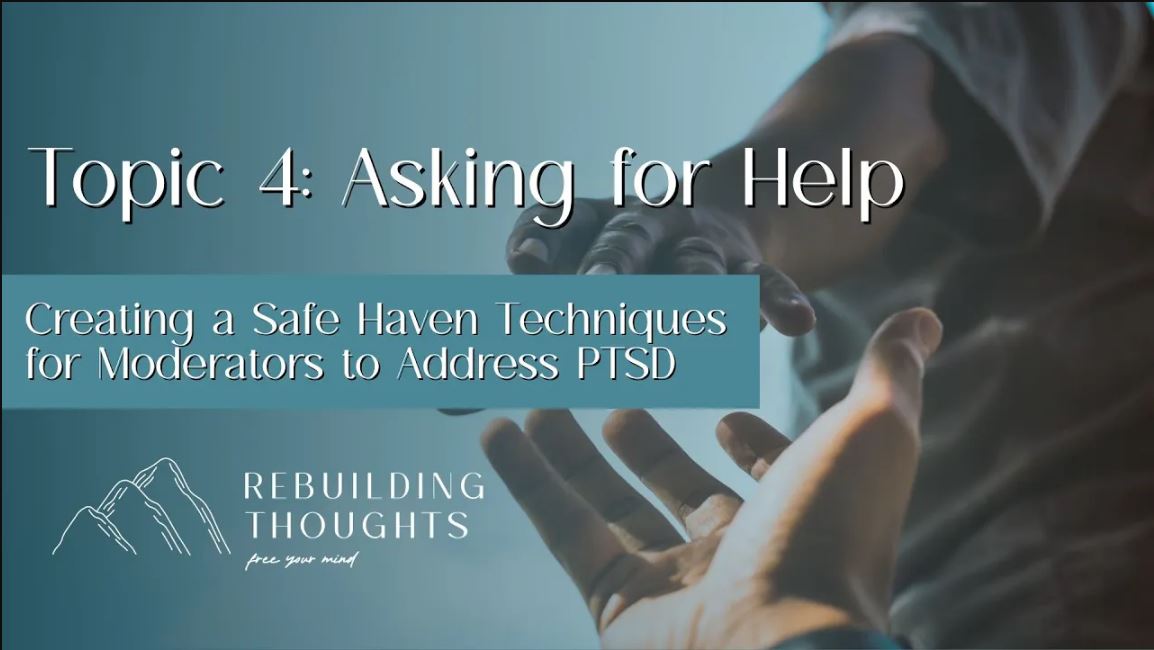 Topic 4: Asking for Help
Creating a Safe Haven Techniques
for Moderators to Address PTSD
REBUILDING
THOUGHTS
free your mind